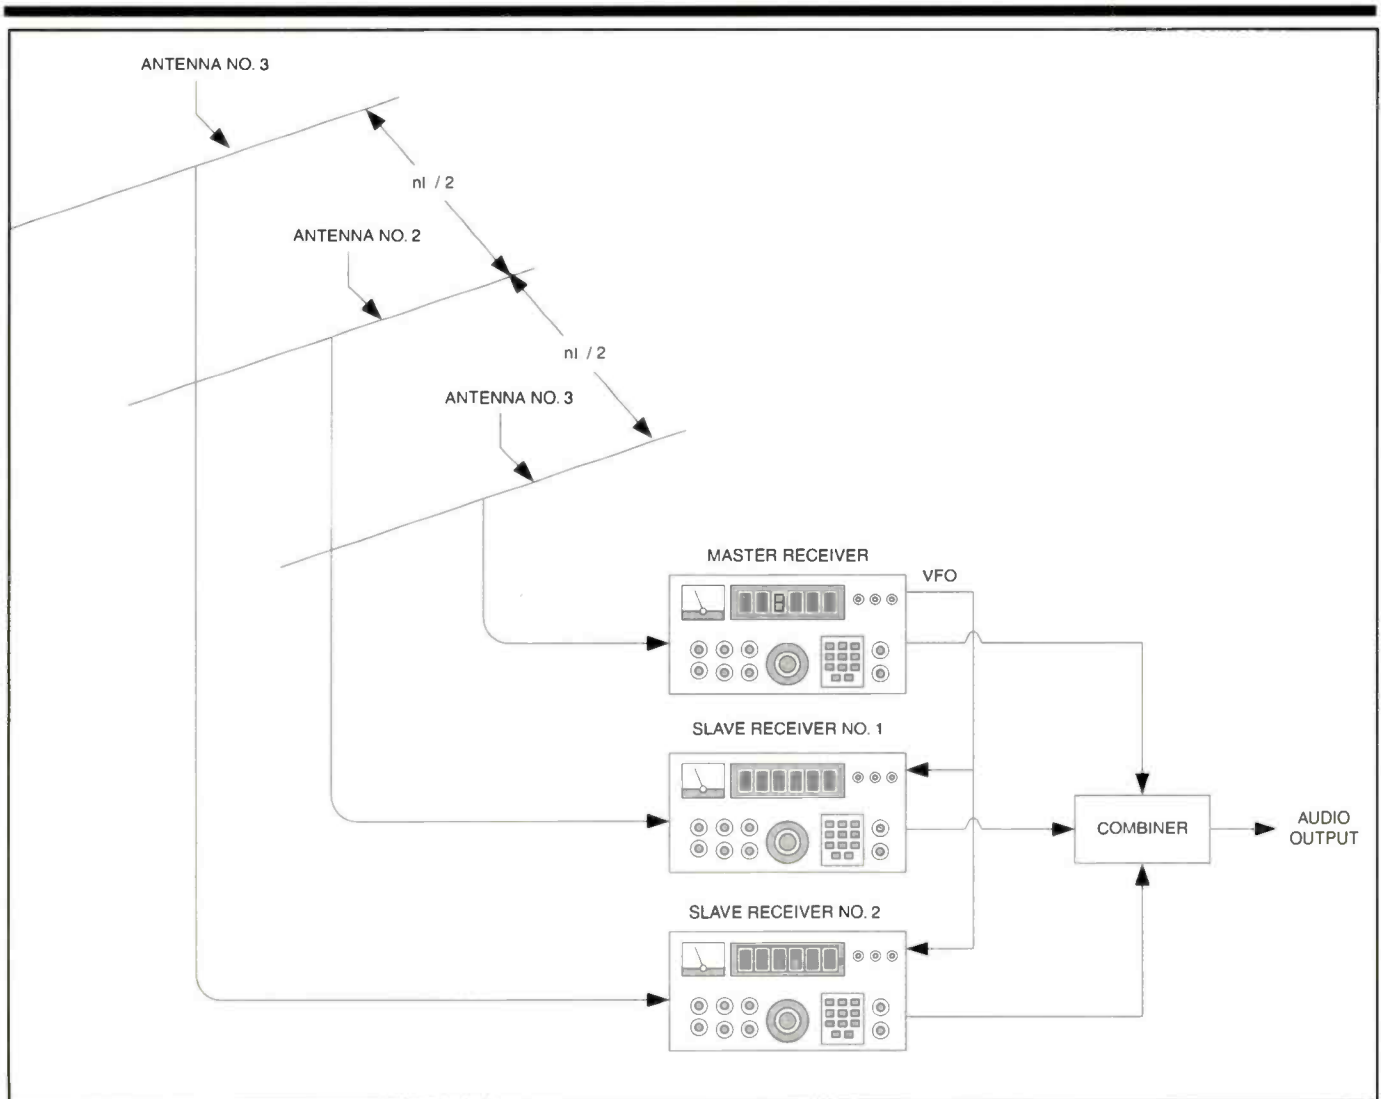 ANTENNA NO. 3
nl / 2
ANTENNA NO. 2
nl / 2
ANTENNA NO. 3
MASTER RECEIVER
VFO
SLAVE RECEIVER NO. 1
COMBINER
AUDIO
OUTPUT
SLAVE RECEIVER NO. 2